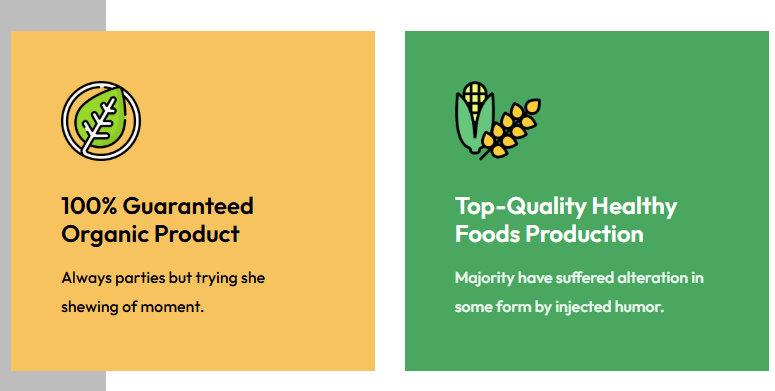 100% Guaranteed
Organic Product
Always parties but trying she
shewing of moment.
Top-Quality Healthy
Foods Production
Majority have suffered alteration in
some form by injected humor.